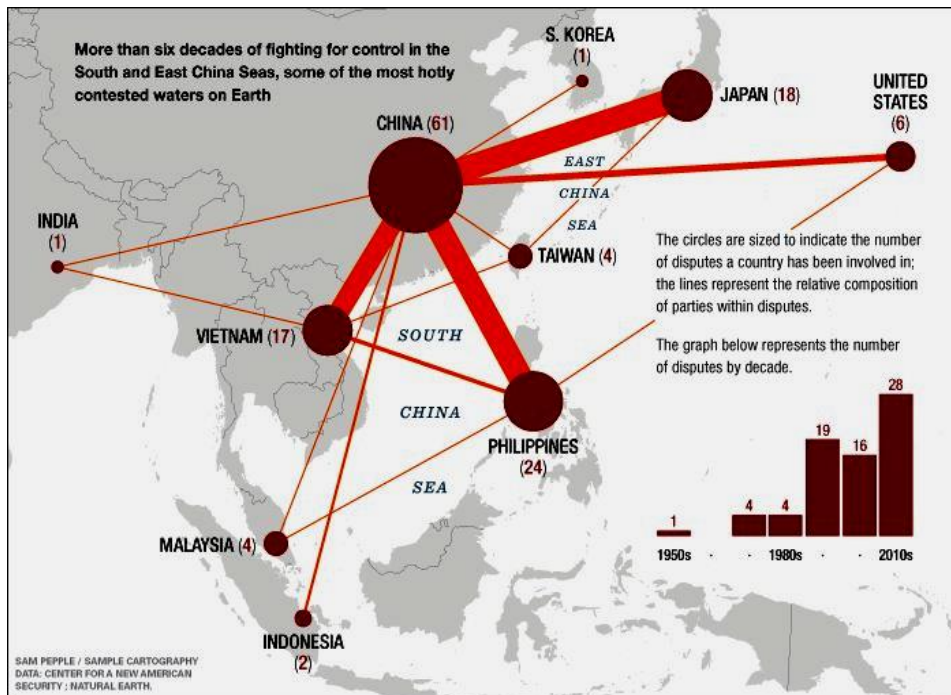 More than six decades of fighting for control in the
South and East China Seas, some of the most hotly
contested waters on Earth
S. KOREA
(1)
JAPAN (18)
UNITED
STATES
(6)
CHINA (61)
EAST
CHINA
SEA
INDIA
(1)
TAIWAN (4)
The circles are sized to indicate the number
of disputes a country has been involved in;
the lines represent the relative composition
of parties within disputes.
VIETNAM (17)
SOUTH
CHINA
SEA
The graph below represents the number
of disputes by decade.
PHILIPPINES
(24)
28
19
16
4
4
1
1950s
1980s
2010s
MALAYSIA (4)
INDONESIA
(2)
SAM PEPPLE / SAMPLE CARTOGRAPHY
DATA: CENTER FOR A NEW AMERICAN
SECURITY ; NATURAL EARTH.